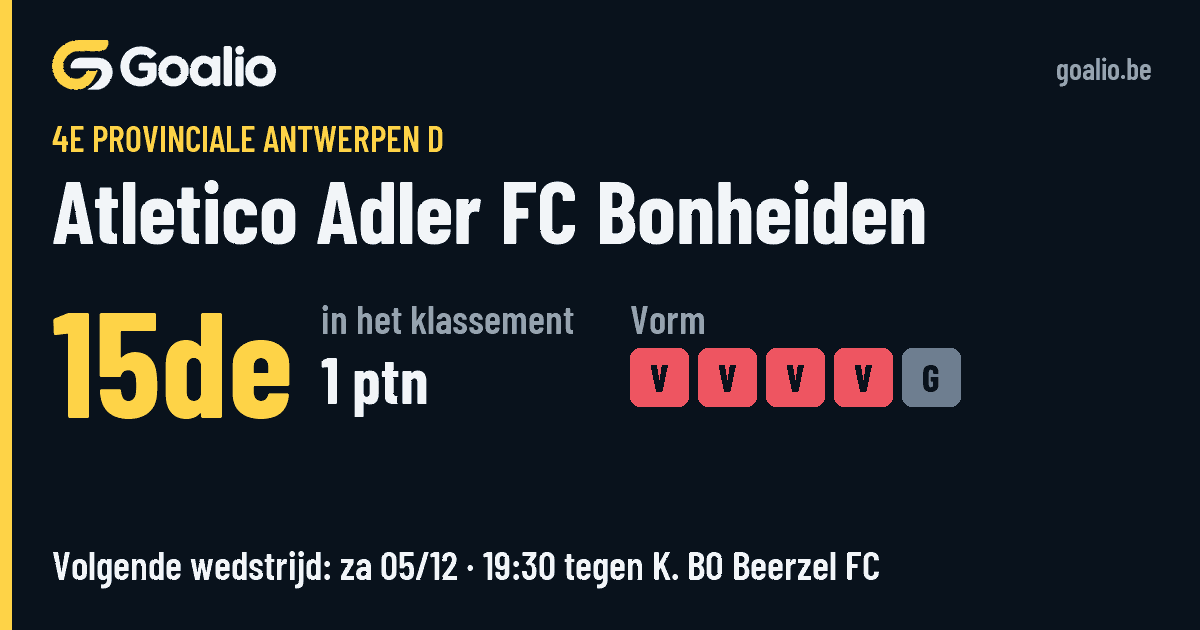 Goalio
goalio.be
4E PROVINCIALE ANTWERPEN D
Atletico Adler FC Bonheiden
15de
in het klassement
1 ptn
Vorm
V V V V G
Volgende wedstrijd: za 05/12 · 19:30 tegen K. BO Beerzel FC